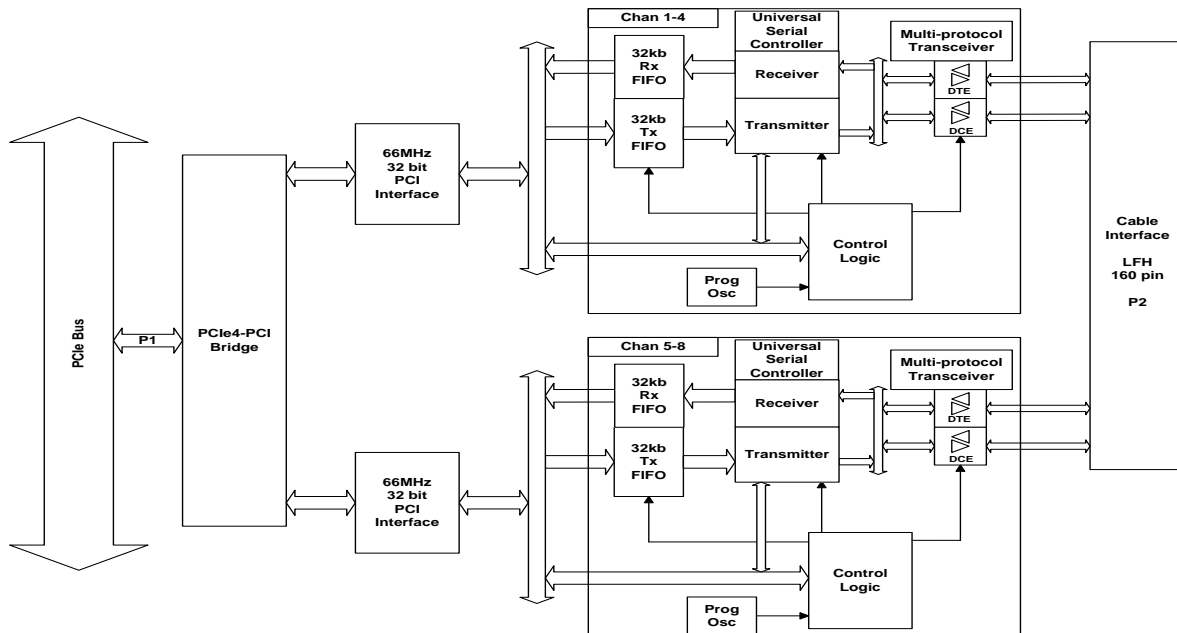 Chan 1-4
Universal
Serial
Controller
Multi-protocol
Transceiver
32kb
Rx
FIFO
Receiver
DTE
32kb
Tx
FIFO
Transmitter
DCE
66MHz
32 bit
PCI
Interface
Control
Logic
Prog
Osc
Cable
Interface
LFH
160 pin
P2
PCIe Bus
P1
PCIe4-PCI
Bridge
Chan 5-8
Universal
Serial
Controller
Multi-protocol
Transceiver
32kb
Rx
FIFO
Receiver
DTE
32kb
Tx
FIFO
Transmitter
DCE
66MHz
32 bit
PCI
Interface
Control
Logic
Prog
Osc